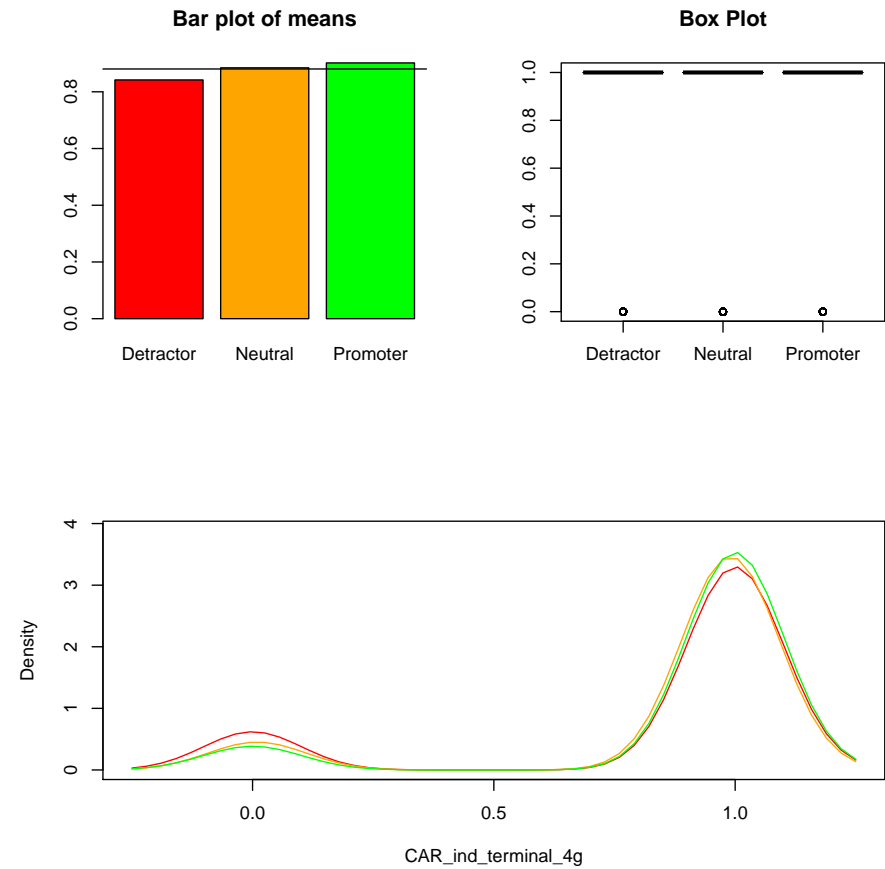 Bar plot of means
0.0 0.2 0.4 0.6 0.8
Detractor Neutral Promoter
Box Plot
0.0 0.2 0.4 0.6 0.8 1.0
Detractor Neutral Promoter
Density
0 1 2 3 4
0.0 0.5 1.0
CAR_ind_terminal_4g